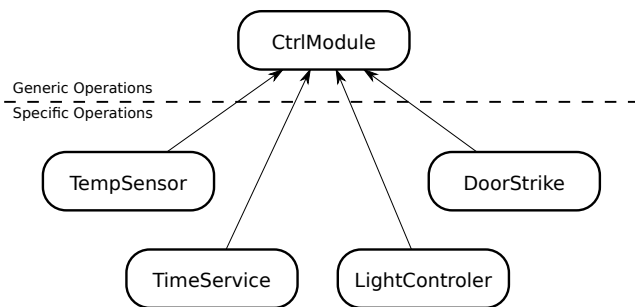 CtrlModule
Generic Operations
Specific Operations
TempSensor
DoorStrike
TimeService
LightControler